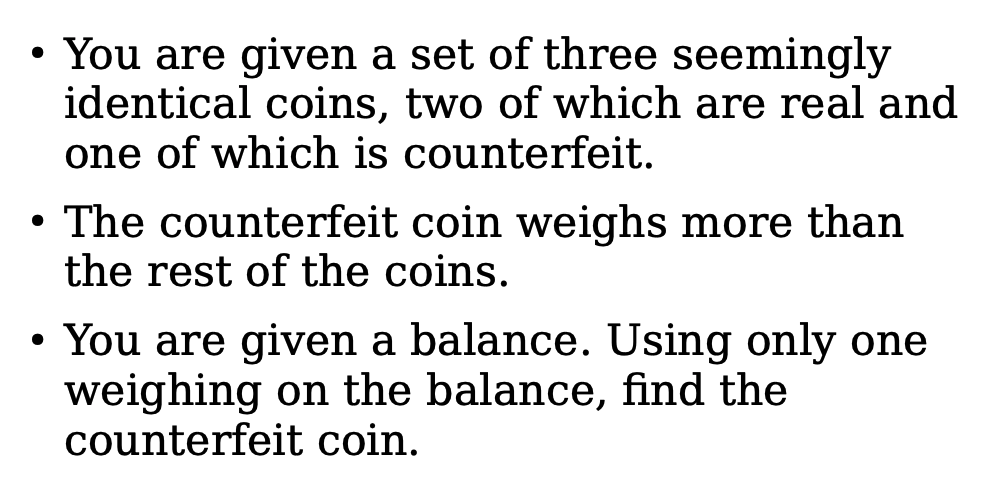 • You are given a set of three seemingly
identical coins, two of which are real and
one of which is counterfeit.
• The counterfeit coin weighs more than
the rest of the coins.
• You are given a balance. Using only one
weighing on the balance, find the
counterfeit coin.